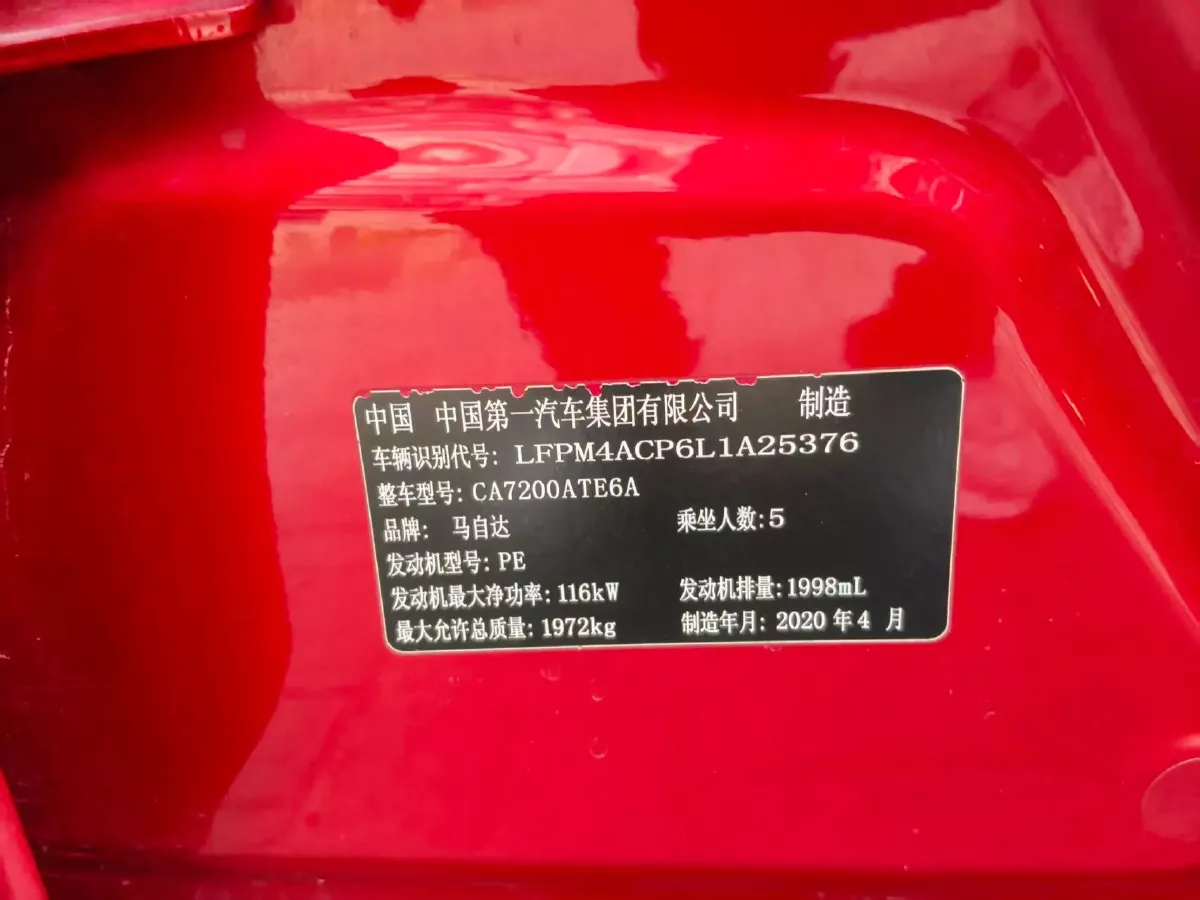 中国 中国第一汽车集团有限公司 制造
车辆识别代号: LFPM4ACP6L1A25376
整车型号: CA7200ATE6A
品牌: 马自达 乘坐人数:5
发动机型号: PE
发动机最大净功率: 116kW 发动机排量:1998mL
最大允许总质量: 1972kg 制造年月: 2020 年 4 月